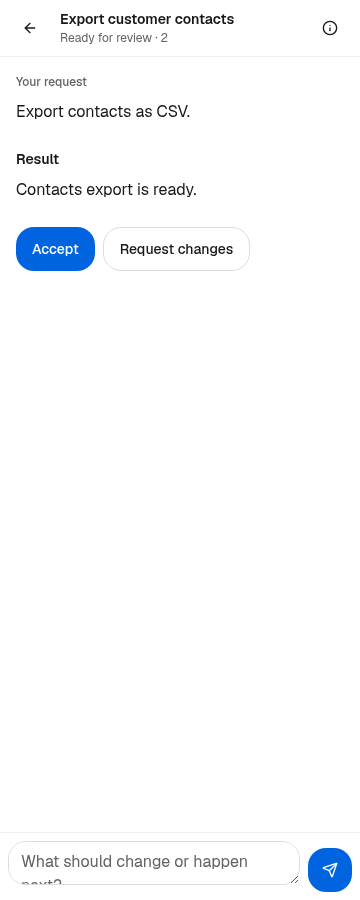 Export customer contacts
Ready for review · 2
Your request
Export contacts as CSV.
Result
Contacts export is ready.
Accept
Request changes
What should change or happen
next?